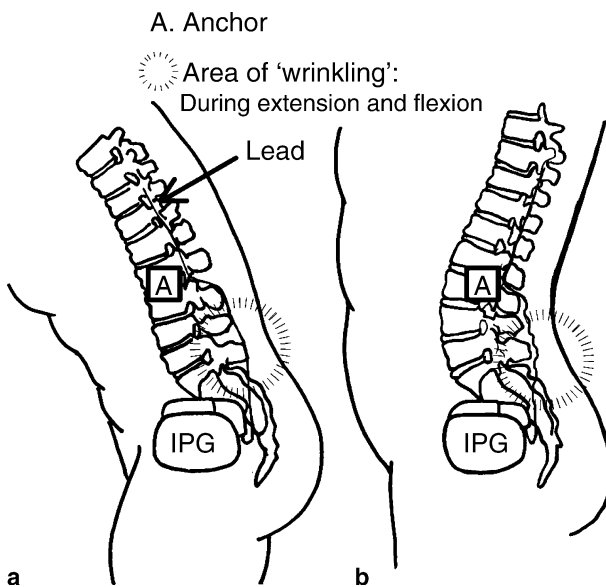 A. Anchor
Area of ‘wrinkling’:
During extension and flexion
Lead
A
A
IPG
IPG
a
b